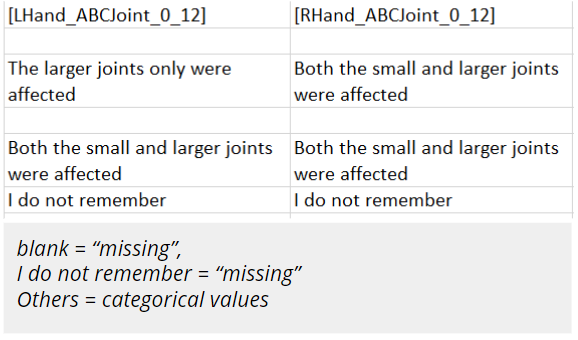 [LHand_ABCJoint_0_12] [RHand_ABCJoint_0_12]
The larger joints only were Both the small and larger joints
affected were affected
Both the small and larger joints Both the small and larger joints
were affected were affected
I do not remember I do not remember
blank = “missing”,
I do not remember = “missing”
Others = categorical values